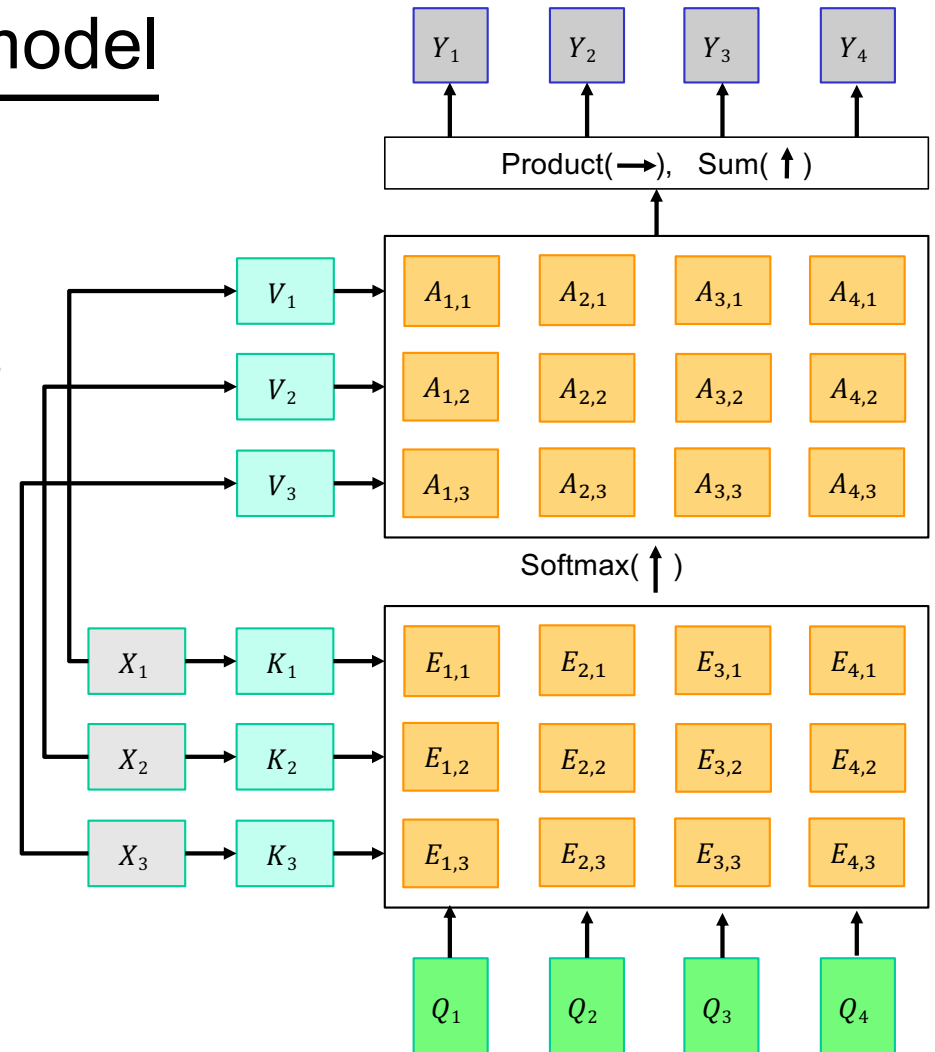 model
Y₁ Y₂ Y₃ Y₄
Product(→), Sum(↑)
V₁ A₁,₁ A₂,₁ A₃,₁ A₄,₁
V₂ A₁,₂ A₂,₂ A₃,₂ A₄,₂
V₃ A₁,₃ A₂,₃ A₃,₃ A₄,₃
Softmax(↑)
X₁ K₁ E₁,₁ E₂,₁ E₃,₁ E₄,₁
X₂ K₂ E₁,₂ E₂,₂ E₃,₂ E₄,₂
X₃ K₃ E₁,₃ E₂,₃ E₃,₃ E₄,₃
Q₁ Q₂ Q₃ Q₄